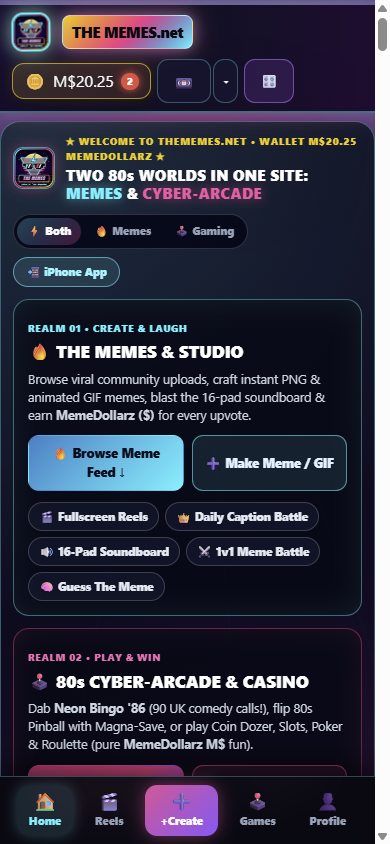 THE MEMES.net
M$20.25 2
★ WELCOME TO THEMEMES.NET • WALLET M$20.25
MEMEDOLLARZ ★
TWO 80s WORLDS IN ONE SITE:
MEMES & CYBER-ARCADE
Both
Memes
Gaming
iPhone App
REALM 01 • CREATE & LAUGH
THE MEMES & STUDIO
Browse viral community uploads, craft instant PNG &
animated GIF memes, blast the 16-pad soundboard &
earn MemeDollarz ($) for every upvote.
Browse Meme
Feed ↓
Make Meme / GIF
Fullscreen Reels
Daily Caption Battle
16-Pad Soundboard
1v1 Meme Battle
Guess The Meme
REALM 02 • PLAY & WIN
80s CYBER-ARCADE & CASINO
Dab Neon Bingo '86 (90 UK comedy calls!), flip 80s
Pinball with Magna-Save, or play Coin Dozer, Slots, Poker
& Roulette (pure MemeDollarz M$ fun).
Home
Reels
+Create
Games
Profile